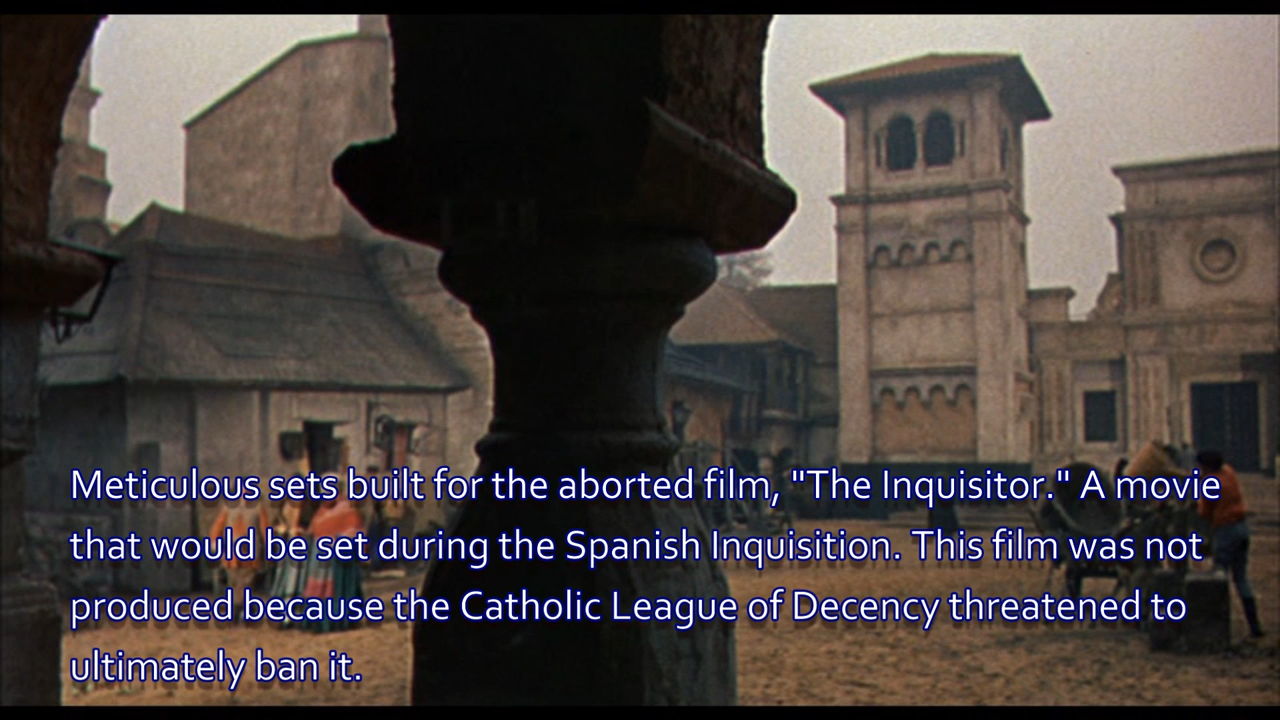 Meticulous sets built for the aborted film, "The Inquisitor." A movie
that would be set during the Spanish Inquisition. This film was not
produced because the Catholic League of Decency threatened to
ultimately ban it.